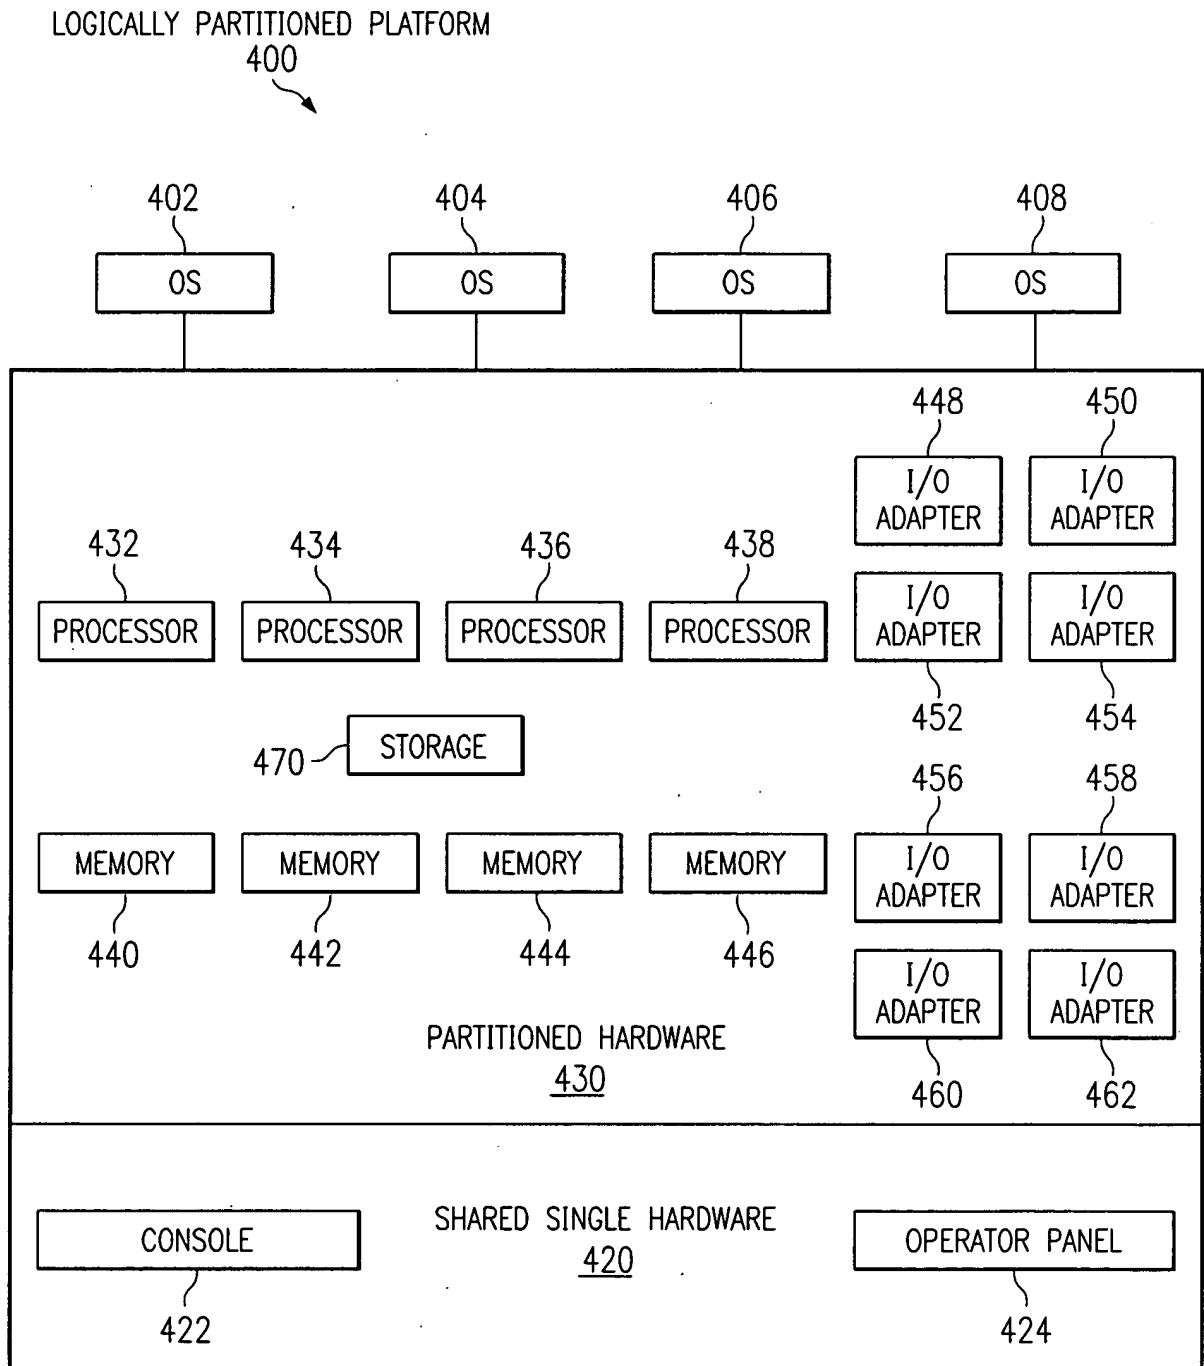 LOGICALLY PARTITIONED PLATFORM
400
402
404
406
408
OS
OS
OS
OS
448
450
I/O
ADAPTER
I/O
ADAPTER
432
434
436
438
PROCESSOR
PROCESSOR
PROCESSOR
PROCESSOR
I/O
ADAPTER
I/O
ADAPTER
452
454
470
STORAGE
456
458
MEMORY
MEMORY
MEMORY
MEMORY
I/O
ADAPTER
I/O
ADAPTER
440
442
444
446
I/O
ADAPTER
I/O
ADAPTER
PARTITIONED HARDWARE
430
460
462
CONSOLE
SHARED SINGLE HARDWARE
420
OPERATOR PANEL
422
424